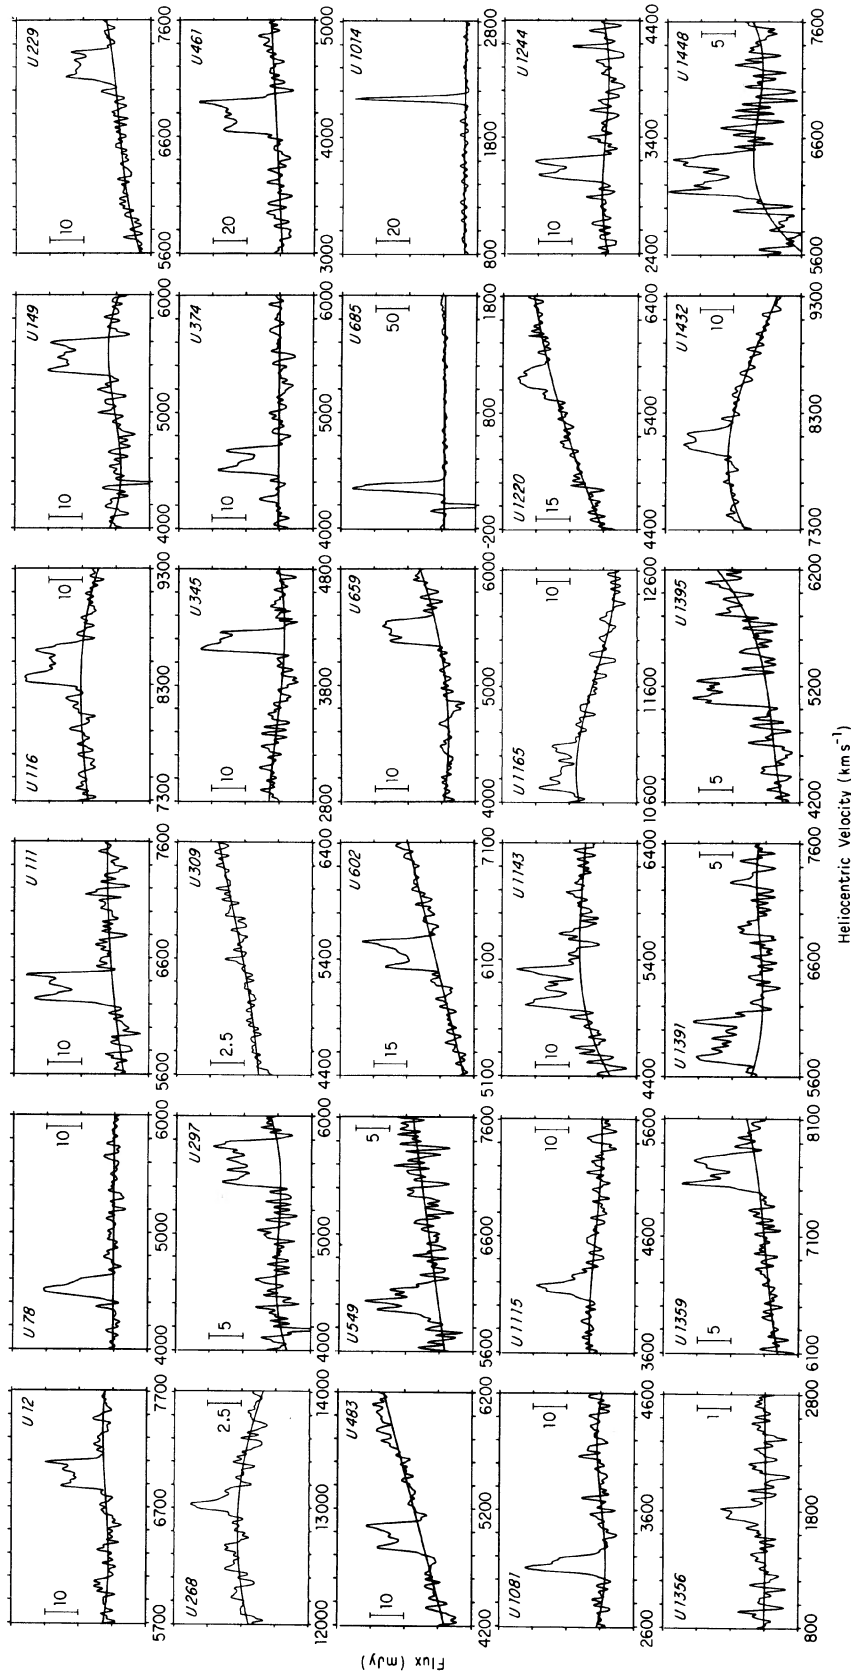 U12 U78 U111 U116 U149 U229
10 10 10 10 10 10
5700 6700 7700 4000 5000 6000 5600 6600 7600 7300 8300 9300 4000 5000 6000 5600 6600 7600
U268 U297 U309 U345 U374 U461
2.5 5 2.5 10 10 20
12000 13000 14000 4000 5000 6000 4400 5400 6400 2800 3800 4800 4000 5000 6000 3000 4000 5000
Flux (mJy)
U483 U549 U602 U659 U685 U1014
10 5 15 10 50 20
4200 5200 6200 5600 6600 7600 5100 6100 7100 4000 5000 6000 -200 800 1800 800 1800 2800
U1081 U1115 U1143 U1165 U1220 U1244
10 10 10 10 15 10
2600 3600 4600 3600 4600 5600 4400 5400 6400 10600 11600 12600 4400 5400 6400 2400 3400 4400
U1356 U1359 U1391 U1395 U1432 U1448
1 5 5 5 10 5
800 1800 2800 6100 7100 8100 5600 6600 7600 4200 5200 6200 7300 8300 9300 5600 6600 7600
Heliocentric Velocity (km s⁻¹)